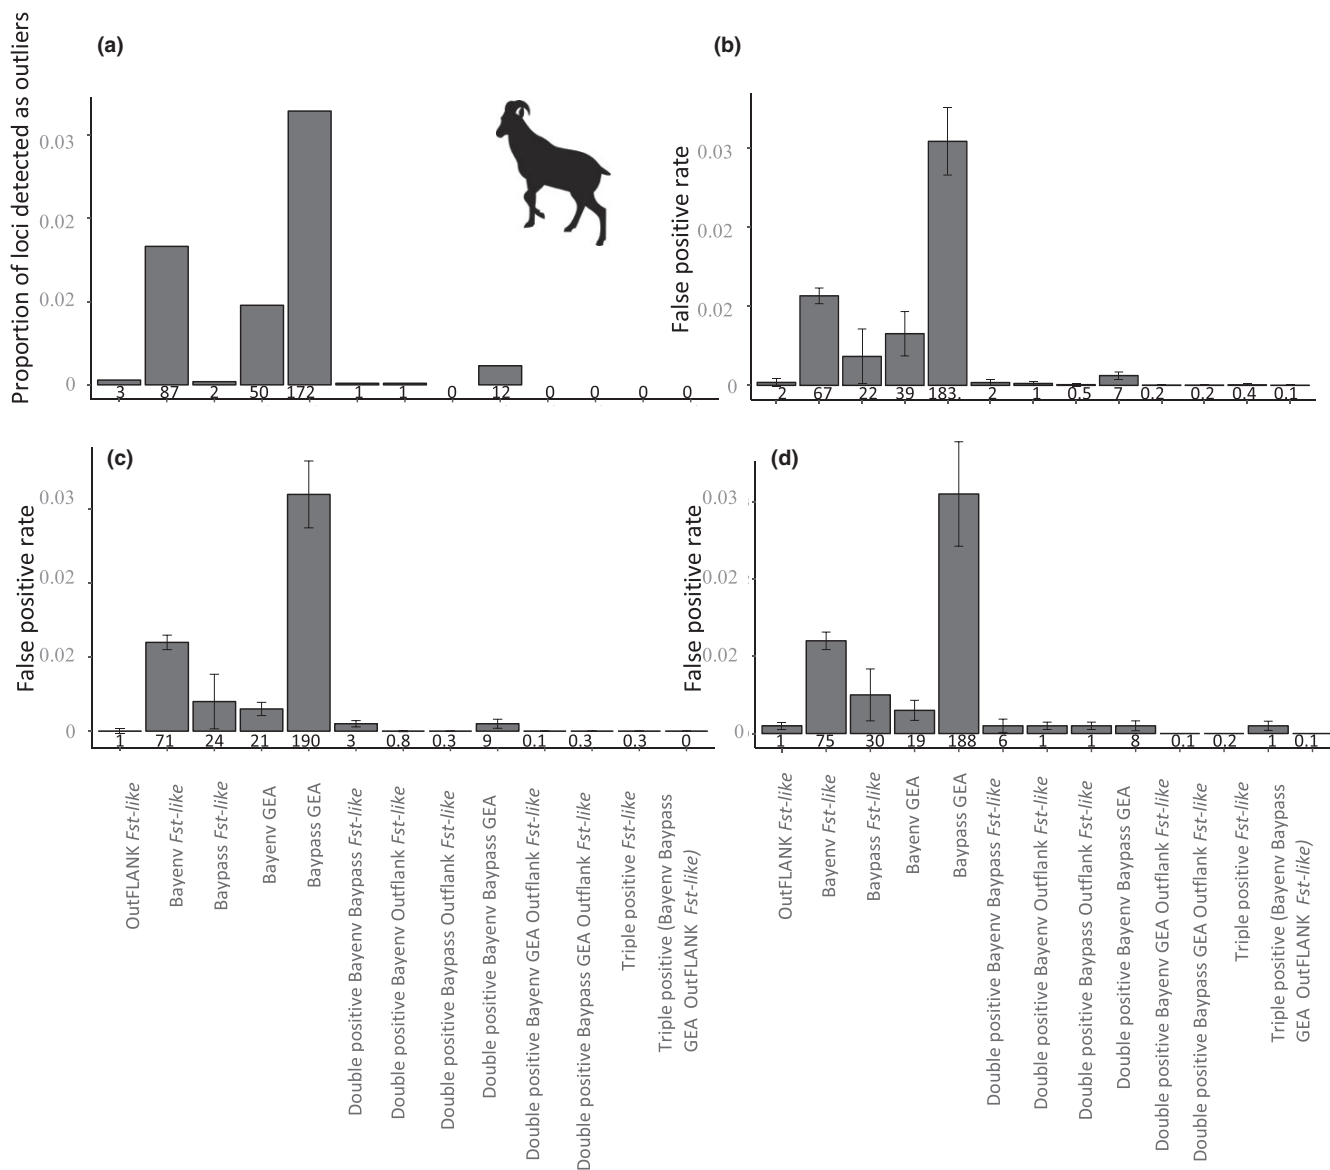 (a)
Proportion of loci detected as outliers
0.03
0.02
0.02
0
3 87 2 50 172 1 1 0 12 0 0 0 0
(b)
False positive rate
0.03
0.02
0.02
0
2 67 22 39 183. 2 1 0.5 7 0.2 0.2 0.4 0.1
(c)
False positive rate
0.03
0.02
0.02
0
1 71 24 21 190 3 0.8 0.3 9 0.1 0.3 0.3 0
(d)
False positive rate
0.03
0.02
0.02
0
1 75 30 19 188 6 1 1 8 0.1 0.2 1 0.1
OutFLANK Fst-like
Bayenv Fst-like
Baypass Fst-like
Bayenv GEA
Baypass GEA
Double positive Bayenv Baypass Fst-like
Double positive Bayenv Outflank Fst-like
Double positive Baypass Outflank Fst-like
Double positive Bayenv Baypass GEA
Double positive Bayenv GEA Outflank Fst-like
Double positive Baypass GEA Outflank Fst-like
Triple positive Fst-like
Triple positive (Bayenv Baypass
GEA OutFLANK Fst-like)
OutFLANK Fst-like
Bayenv Fst-like
Baypass Fst-like
Bayenv GEA
Baypass GEA
Double positive Bayenv Baypass Fst-like
Double positive Bayenv Outflank Fst-like
Double positive Baypass Outflank Fst-like
Double positive Bayenv Baypass GEA
Double positive Bayenv GEA Outflank Fst-like
Double positive Baypass GEA Outflank Fst-like
Triple positive Fst-like
Triple positive (Bayenv Baypass
GEA OutFLANK Fst-like)